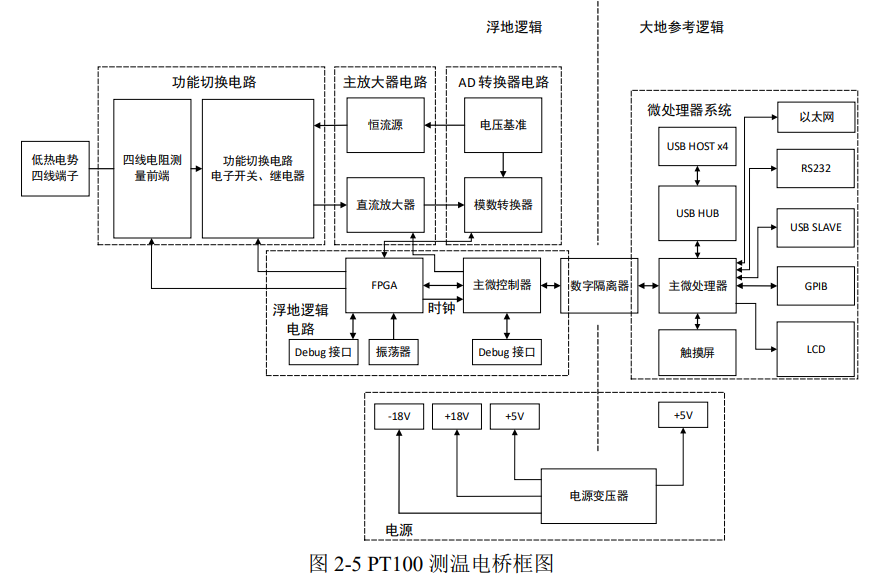 浮地逻辑
大地参考逻辑
功能切换电路
主放大器电路
AD 转换器电路
微处理器系统
低热电势
四线端子
四线电阻测
量前端
功能切换电路
电子开关、继电器
恒流源
电压基准
直流放大器
模数转换器
USB HOST x4
USB HUB
以太网
RS232
USB SLAVE
GPIB
LCD
FPGA
时钟
主微控制器
数字隔离器
主微处理器
浮地逻辑
电路
Debug 接口
振荡器
Debug 接口
触摸屏
-18V
+18V
+5V
+5V
电源变压器
电源
图 2-5 PT100 测温电桥框图